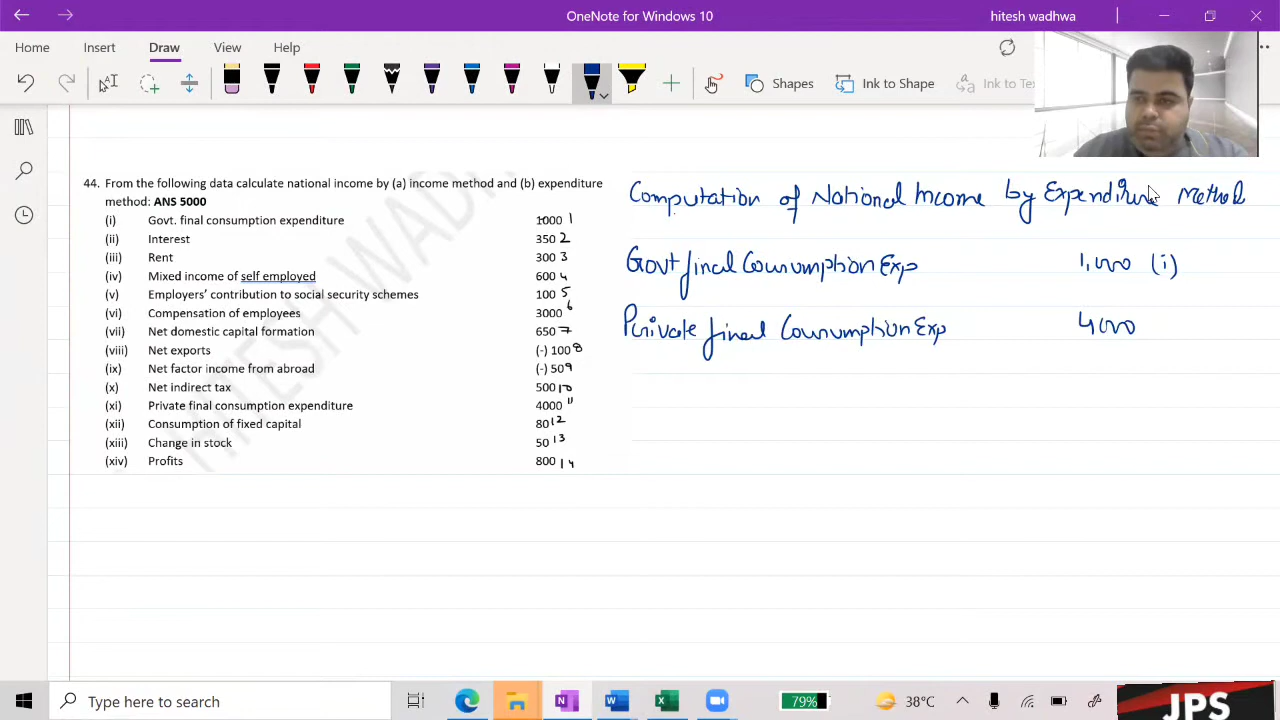 OneNote for Windows 10
hitesh wadhwa
Home Insert Draw View Help
Shapes
Ink to Shape
Ink to Te
44. From the following data calculate national income by (a) income method and (b) expenditure
method: ANS 5000
(i) Govt. final consumption expenditure 1000 1
(ii) Interest 350 2
(iii) Rent 300 3
(iv) Mixed income of self employed 600 4
(v) Employers' contribution to social security schemes 100 5
(vi) Compensation of employees 3000 6
(vii) Net domestic capital formation 650 7
(viii) Net exports (-) 100 8
(ix) Net factor income from abroad (-) 50 9
(x) Net indirect tax 500 10
(xi) Private final consumption expenditure 4000 11
(xii) Consumption of fixed capital 80 12
(xiii) Change in stock 50 13
(xiv) Profits 800 14
HITESH WADHW
Computation of National Income by Expenditure Method
Govt final Consumption Exp 1,000 (i)
Private final Consumption Exp 4000
Type here to search
79%
38°C
JPS